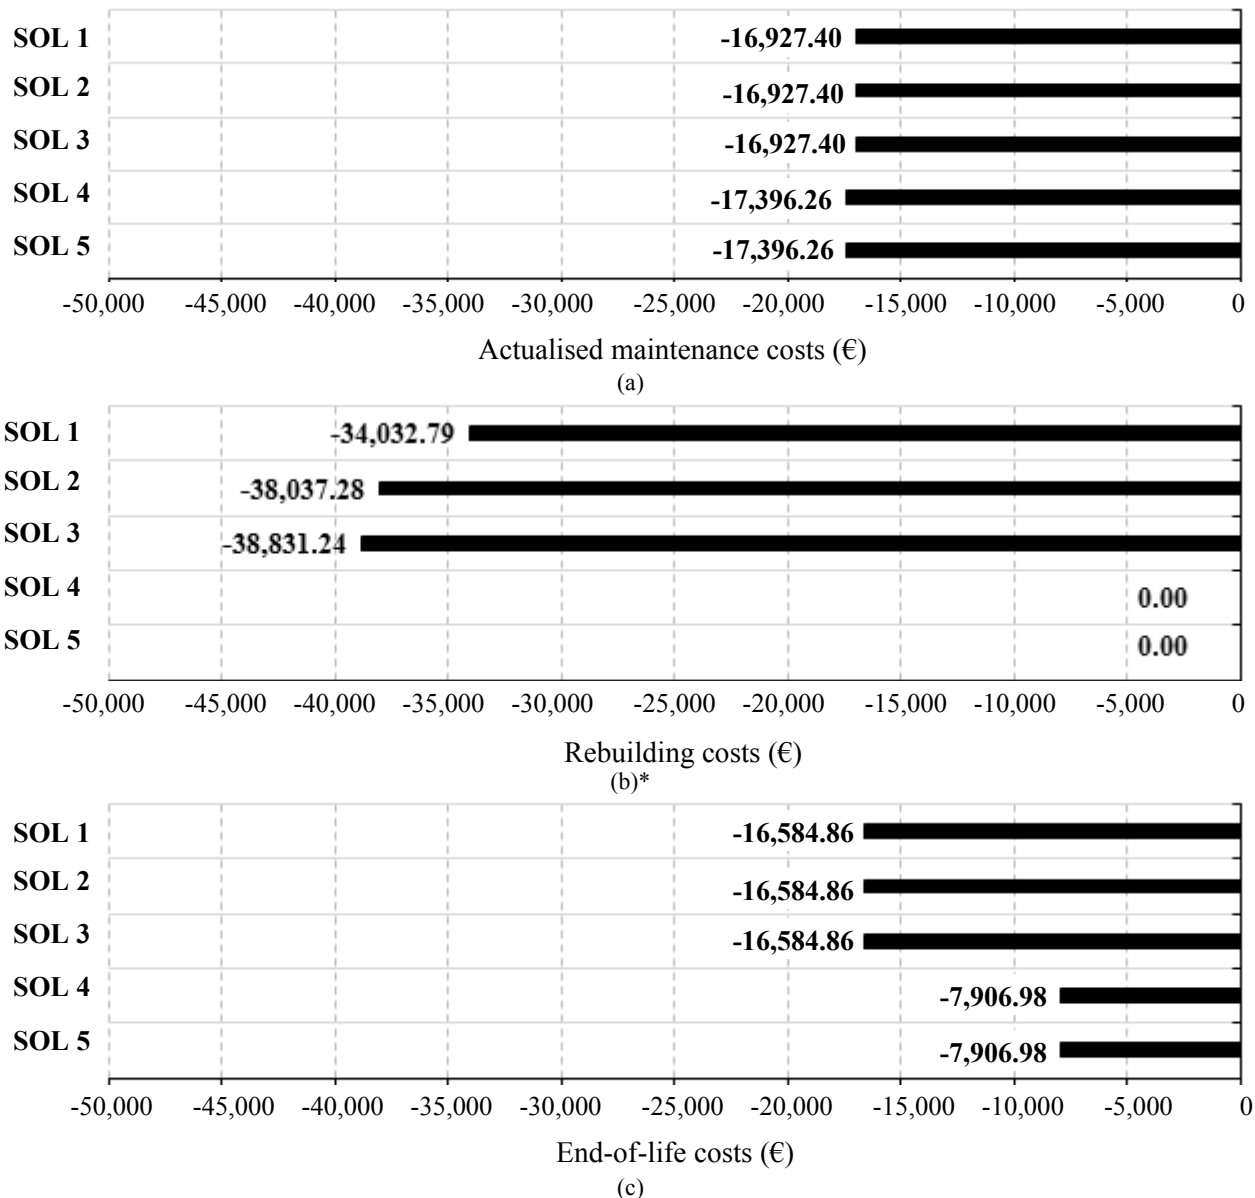 SOL 1 -16,927.40
SOL 2 -16,927.40
SOL 3 -16,927.40
SOL 4 -17,396.26
SOL 5 -17,396.26
-50,000 -45,000 -40,000 -35,000 -30,000 -25,000 -20,000 -15,000 -10,000 -5,000 0
Actualised maintenance costs (€)
(a)
SOL 1 -34,032.79
SOL 2 -38,037.28
SOL 3 -38,831.24
SOL 4 0.00
SOL 5 0.00
-50,000 -45,000 -40,000 -35,000 -30,000 -25,000 -20,000 -15,000 -10,000 -5,000 0
Rebuilding costs (€)
(b)*
SOL 1 -16,584.86
SOL 2 -16,584.86
SOL 3 -16,584.86
SOL 4 -7,906.98
SOL 5 -7,906.98
-50,000 -45,000 -40,000 -35,000 -30,000 -25,000 -20,000 -15,000 -10,000 -5,000 0
End-of-life costs (€)
(c)